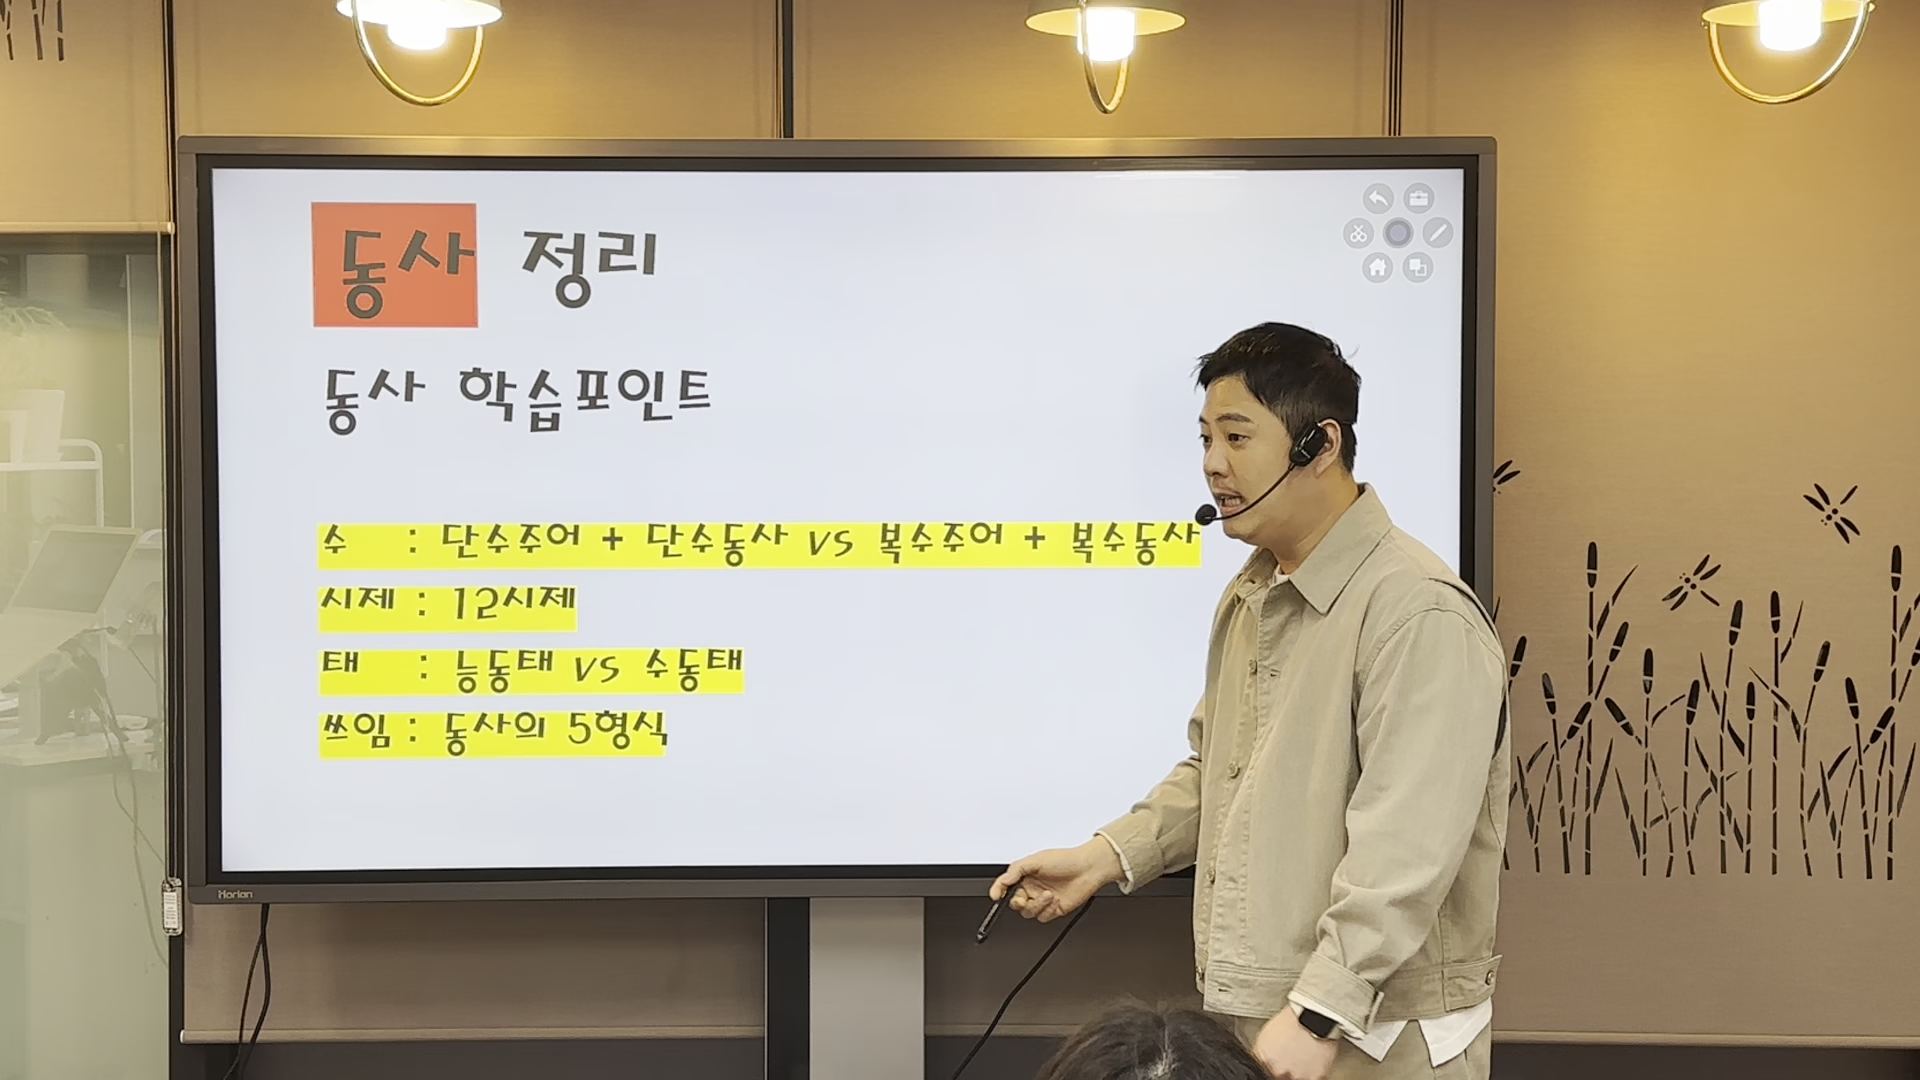 동사 정리
동사 학습포인트
수 : 단수주어 + 단수동사 vs 복수주어 + 복수동사
시제 : 12시제
태 : 능동태 vs 수동태
쓰임 : 동사의 5형식
Horian